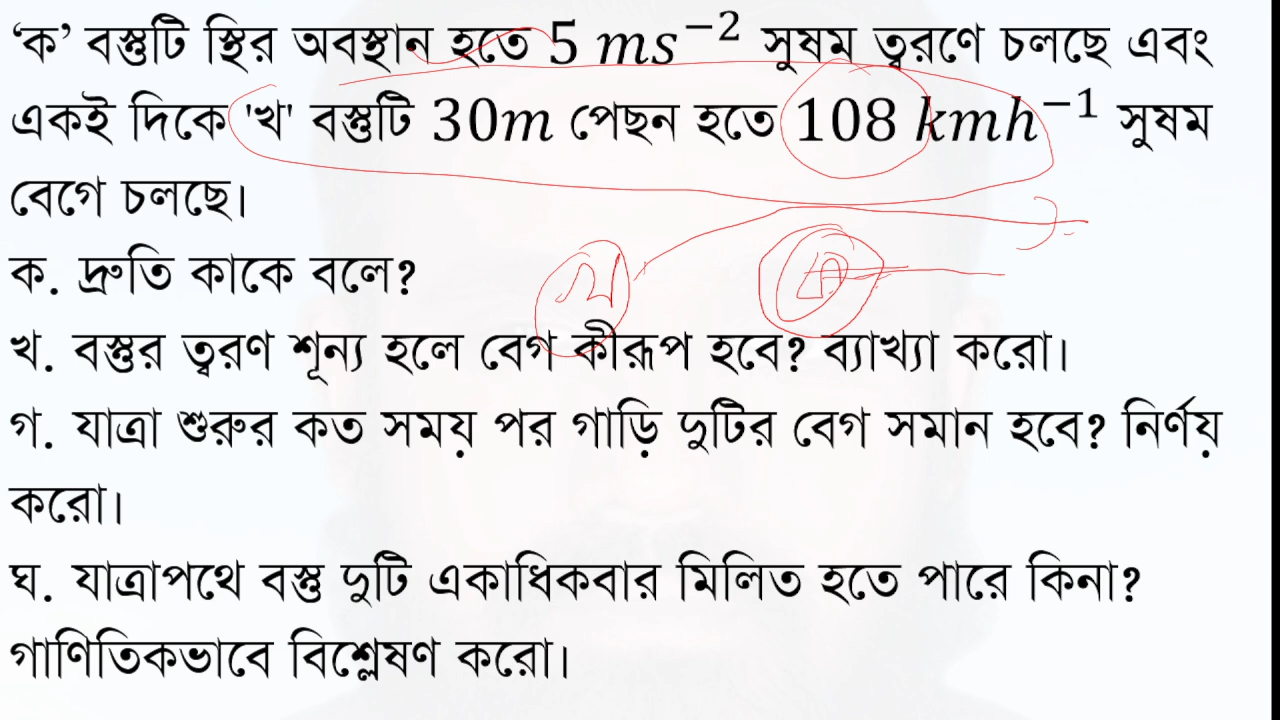 ‘ক’ বস্তুটি স্থির অবস্থান হতে 5 ms⁻² সুষম ত্বরণে চলছে এবং
একই দিকে 'খ' বস্তুটি 30m পেছন হতে 108 kmh⁻¹ সুষম
বেগে চলছে।
খ ক
ক. দ্রুতি কাকে বলে?
খ. বস্তুর ত্বরণ শূন্য হলে বেগ কীরূপ হবে? ব্যাখ্যা করো।
গ. যাত্রা শুরুর কত সময় পর গাড়ি দুটির বেগ সমান হবে? নির্ণয়
করো।
ঘ. যাত্রাপথে বস্তু দুটি একাধিকবার মিলিত হতে পারে কিনা?
গাণিতিকভাবে বিশ্লেষণ করো।